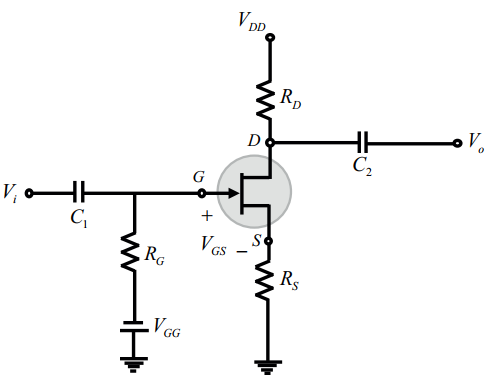 V_DD
R_D
D
V_o
C_2
G
V_i
C_1
+
V_GS
−
S
R_G
R_S
V_GG